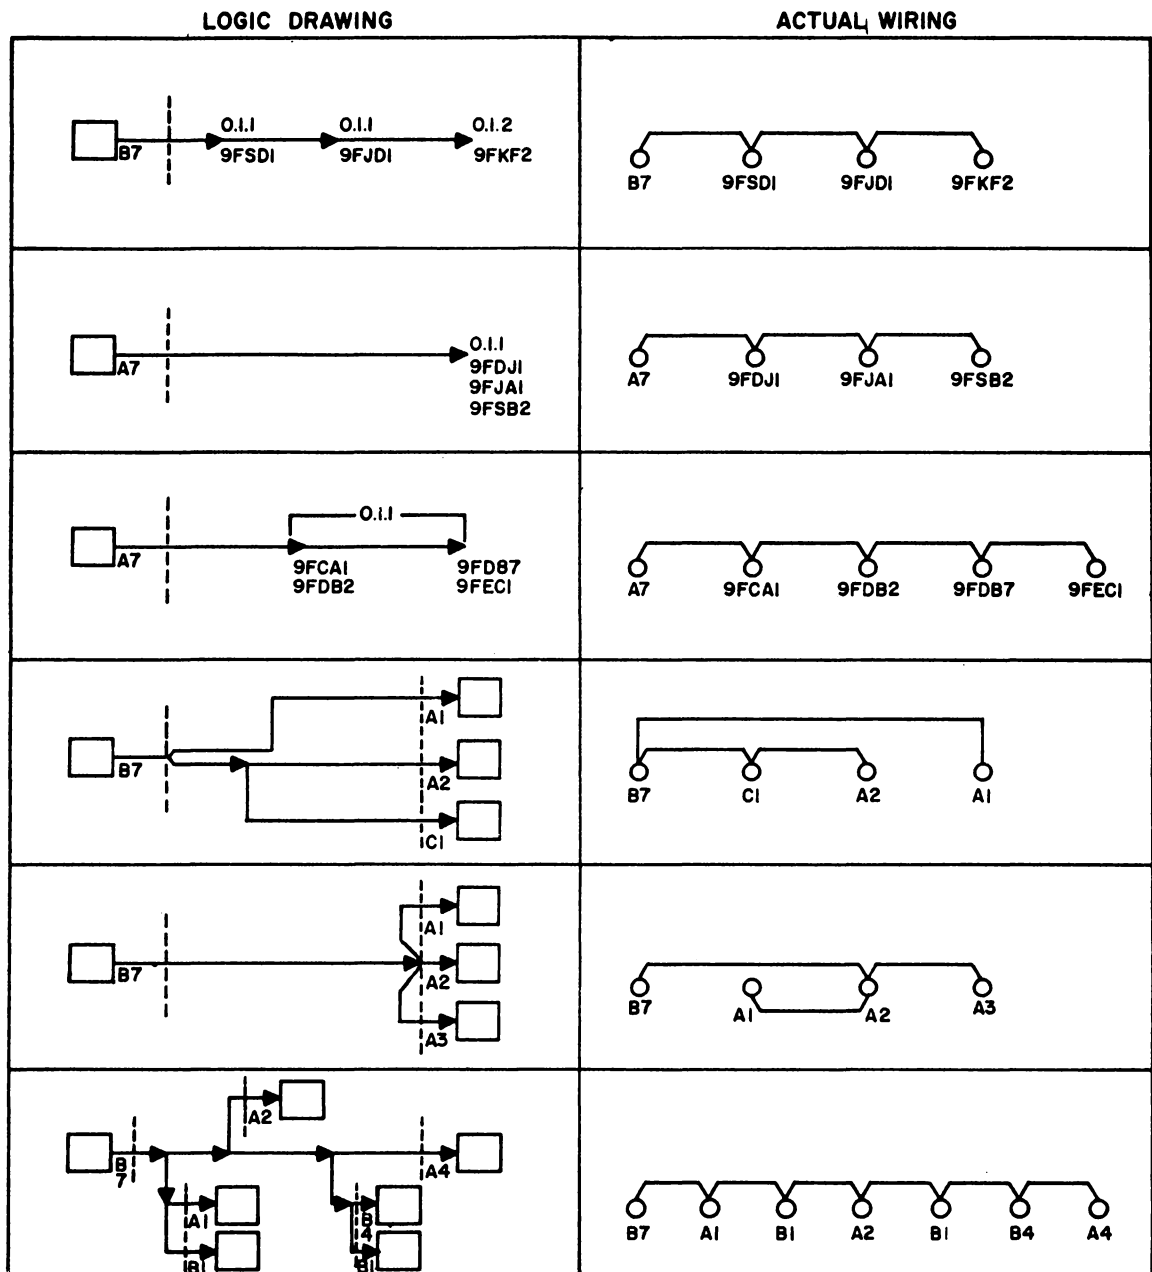 LOGIC DRAWING
ACTUAL WIRING
0.1.1 0.1.1 0.1.2
B7 9FSD1 9FJD1 9FKF2
B7 9FSD1 9FJD1 9FKF2
0.1.1
A7 9FDJ1
9FJA1
9FSB2
A7 9FDJ1 9FJA1 9FSB2
0.1.1
A7 9FCA1 9FD87
9FDB2 9FEC1
A7 9FCA1 9FDB2 9FDB7 9FEC1
A1
B7 A2
C1
B7 C1 A2 A1
A1
B7 A2
A3
B7 A1 A2 A3
A2
B
7
A4
A1 B
4
B1 B1
B7 A1 B1 A2 B1 B4 A4